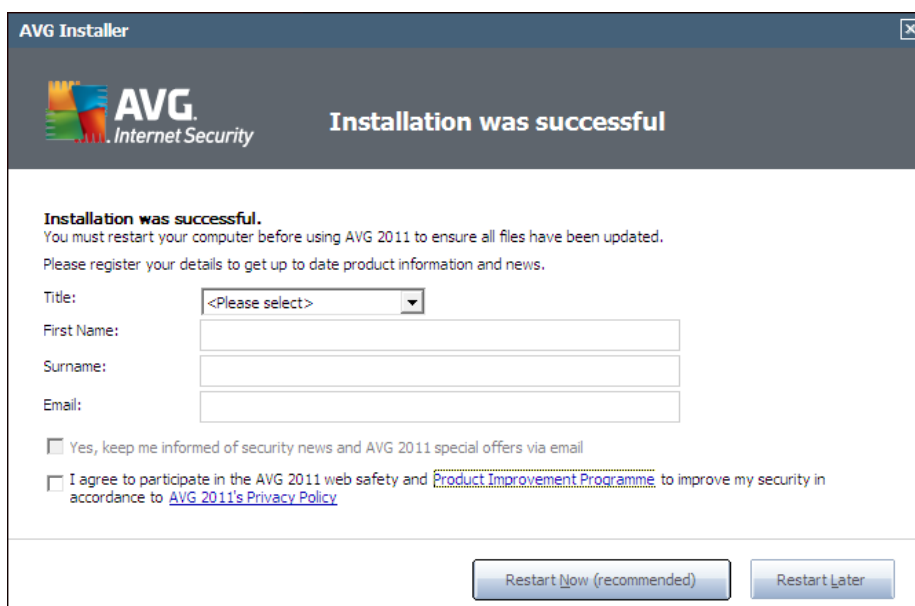 AVG Installer
AVG.
Internet Security
Installation was successful
Installation was successful.
You must restart your computer before using AVG 2011 to ensure all files have been updated.
Please register your details to get up to date product information and news.
Title:
<Please select>
First Name:
Surname:
Email:
Yes, keep me informed of security news and AVG 2011 special offers via email
I agree to participate in the AVG 2011 web safety and Product Improvement Programme to improve my security in
accordance to AVG 2011's Privacy Policy
Restart Now (recommended)
Restart Later